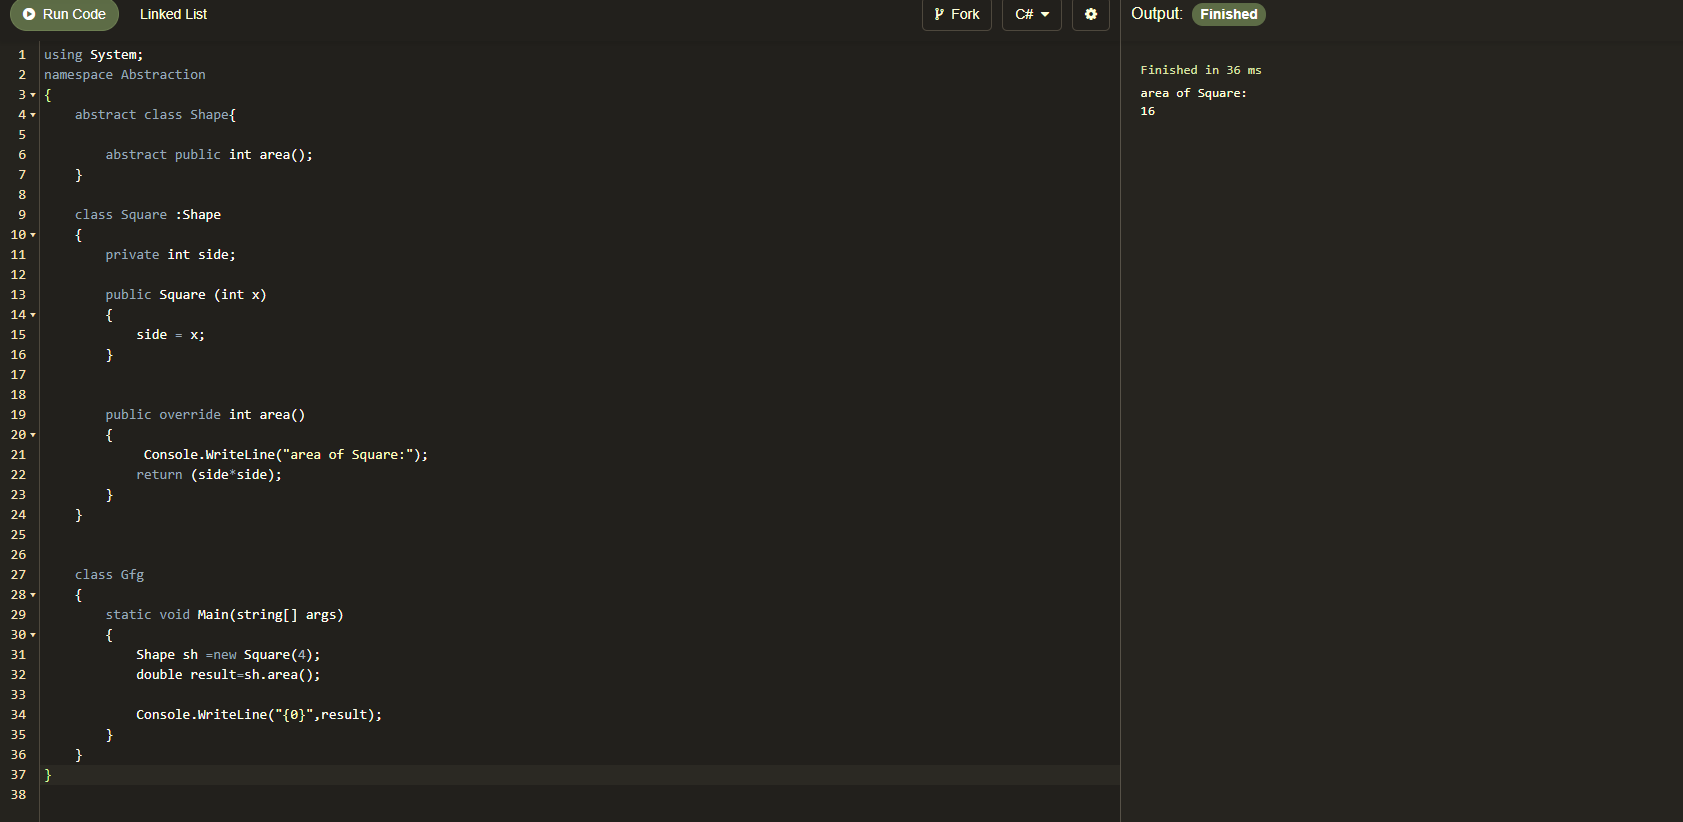 Run Code Linked List Fork C# Output: Finished
1 using System;
2 namespace Abstraction
3 {
4     abstract class Shape{
5
6         abstract public int area();
7     }
8
9     class Square :Shape
10     {
11         private int side;
12
13         public Square (int x)
14         {
15             side = x;
16         }
17
18
19         public override int area()
20         {
21              Console.WriteLine("area of Square:");
22             return (side*side);
23         }
24     }
25
26
27     class Gfg
28     {
29         static void Main(string[] args)
30         {
31             Shape sh =new Square(4);
32             double result=sh.area();
33
34             Console.WriteLine("{0}",result);
35         }
36     }
37 }
38
Finished in 36 ms
area of Square:
16